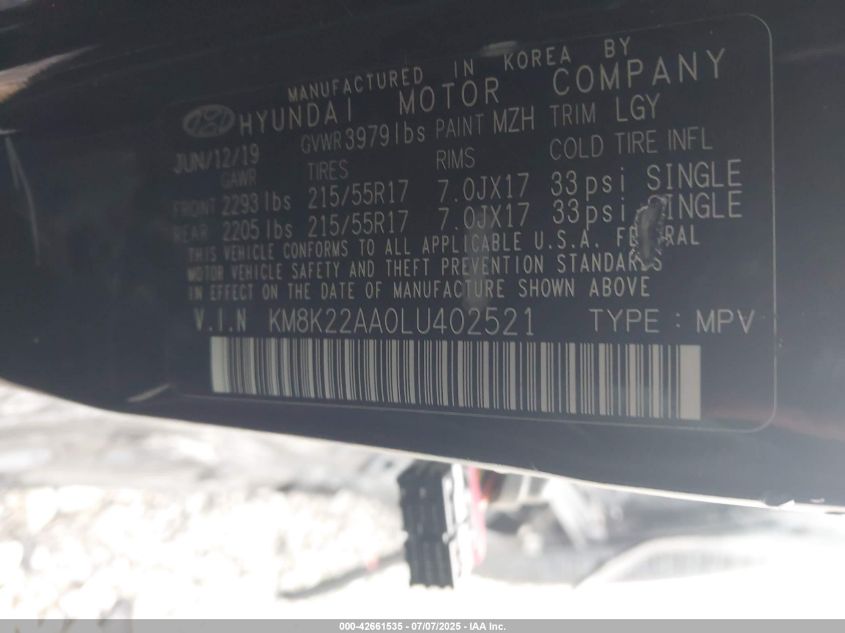 MANUFACTURED IN KOREA BY
HYUNDAI MOTOR COMPANY
JUN/12/19 GVWR 3979lbs PAINT MZH TRIM LGY
GAWR TIRES RIMS COLD TIRE INFL
FRONT 2293 lbs 215/55R17 7.0JX17 33psi SINGLE
REAR 2205 lbs 215/55R17 7.0JX17 33psi SINGLE
THIS VEHICLE CONFORMS TO ALL APPLICABLE U.S.A. FEDERAL
MOTOR VEHICLE SAFETY AND THEFT PREVENTION STANDARDS
IN EFFECT ON THE DATE OF MANUFACTURE SHOWN ABOVE
V.I.N KM8K22AA0LU402521 TYPE : MPV
000-42661535 - 07/07/2025 - IAA Inc.